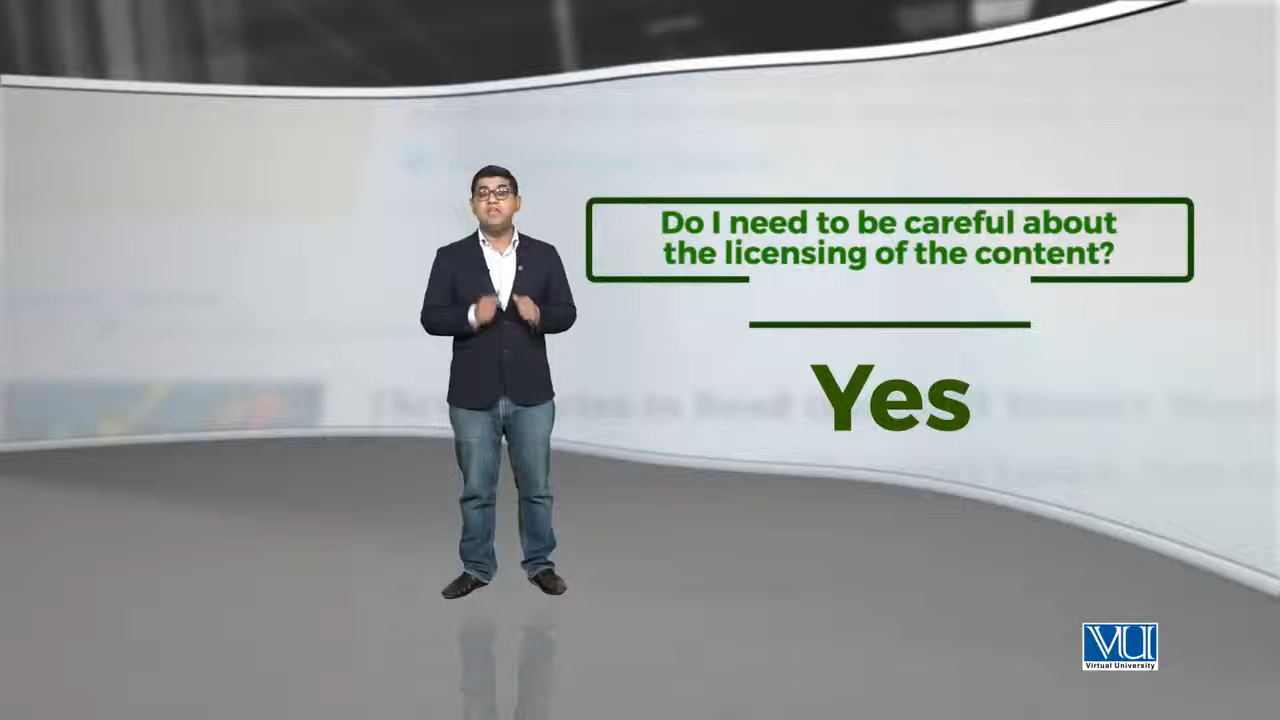 Do I need to be careful about
the licensing of the content?
Yes
VU
Virtual University